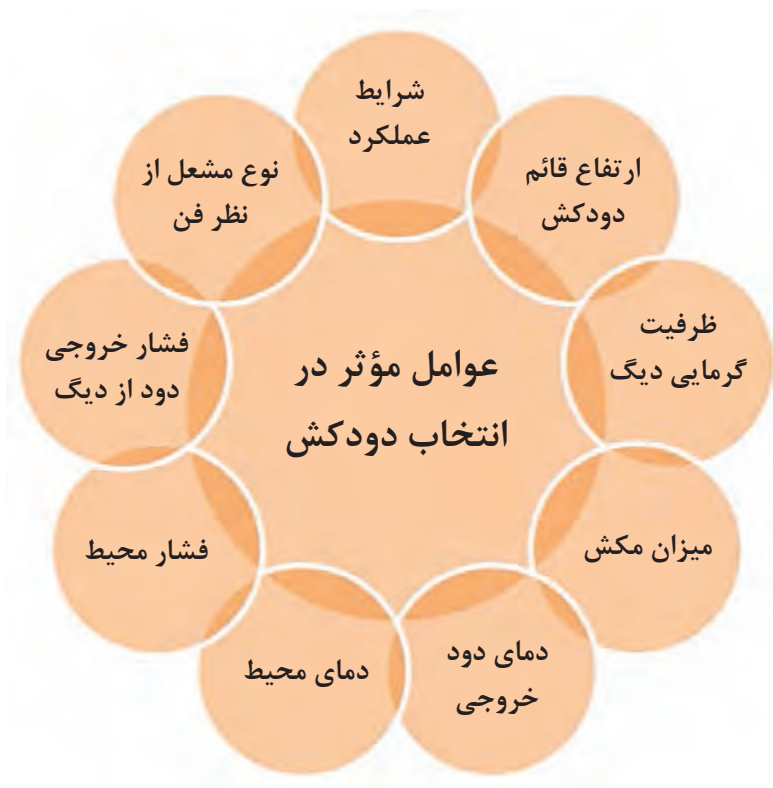 عوامل مؤثر در
انتخاب دودکش
شرایط
عملکرد
ارتفاع قائم
دودکش
ظرفیت
گرمایی دیگ
میزان مکش
دمای دود
خروجی
دمای محیط
فشار محیط
فشار خروجی
دود از دیگ
نوع مشعل از
نظر فن